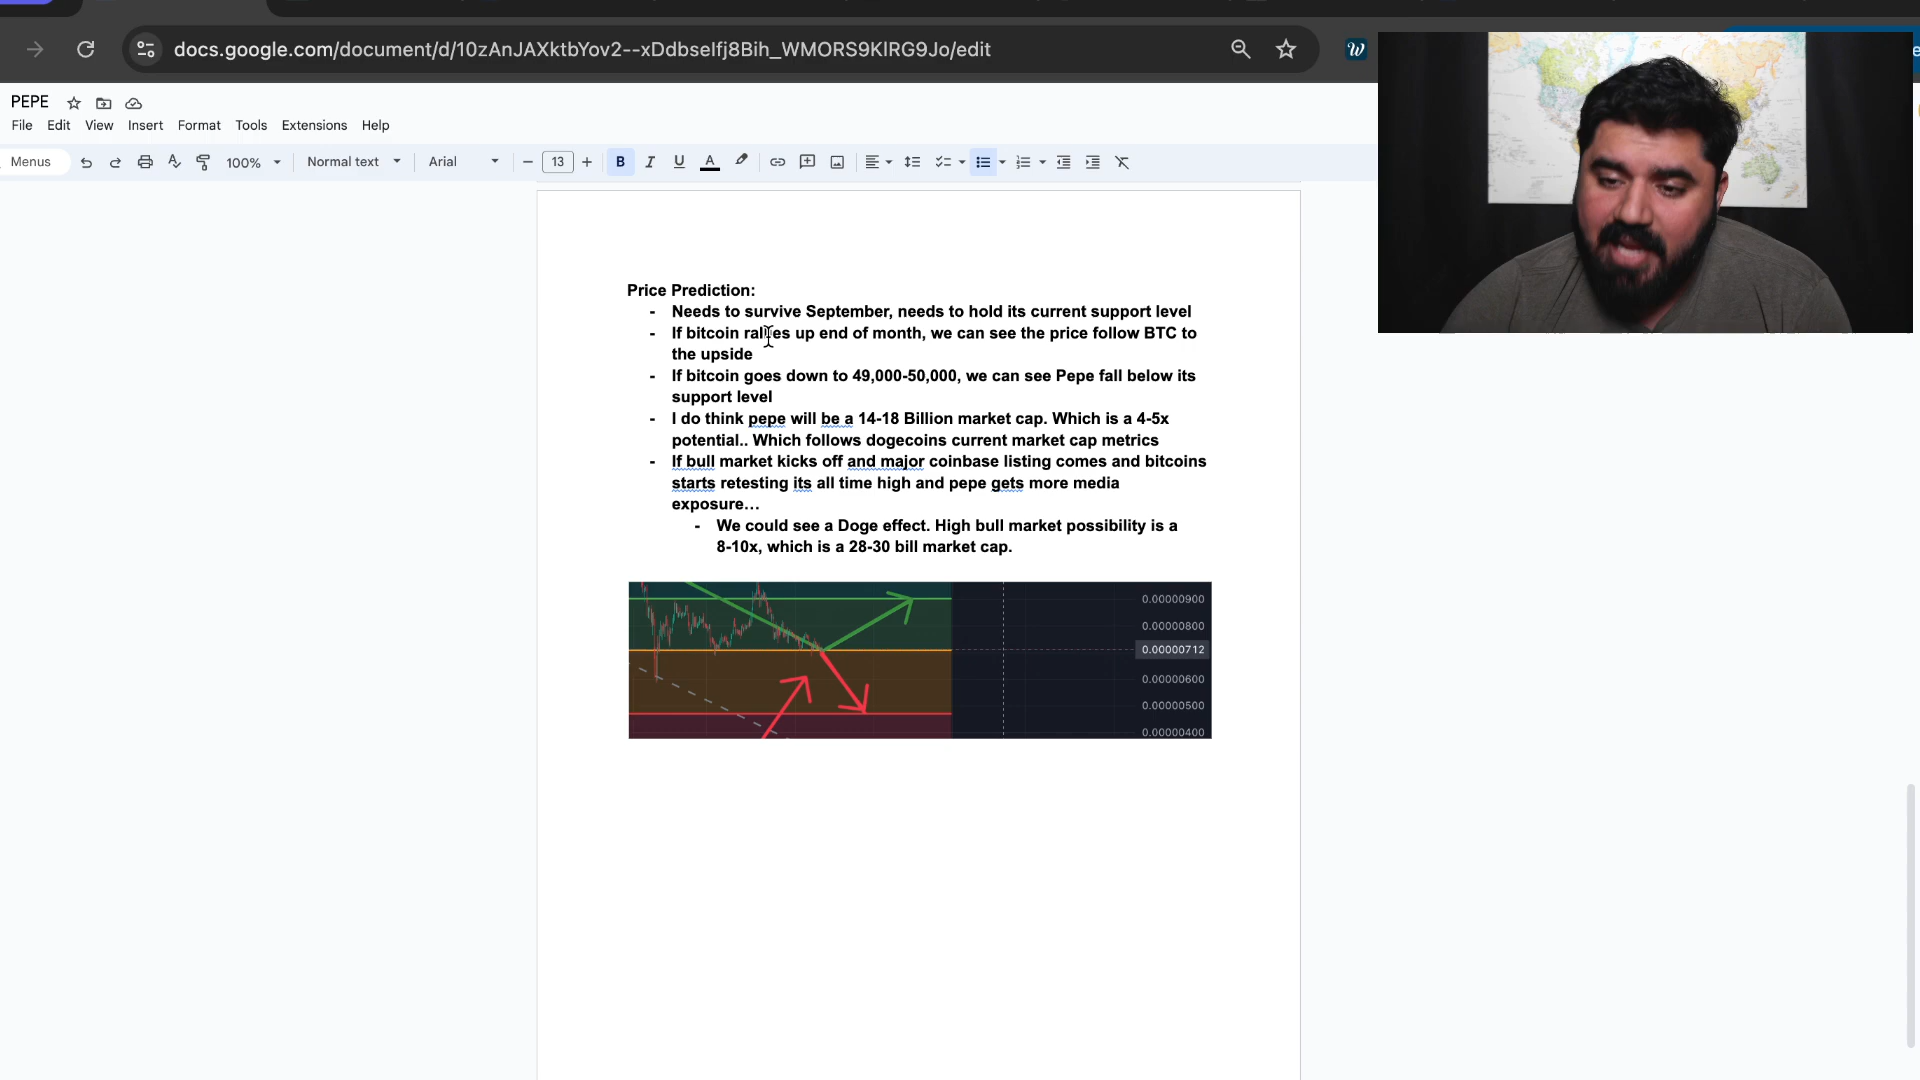 docs.google.com/document/d/10zAnJAXktbYov2--xDdbseIfj8Bih_WMORS9KlRG9Jo/edit
PEPE
File Edit View Insert Format Tools Extensions Help
Menus 100% Normal text Arial 13 B I U A
Price Prediction:
- Needs to survive September, needs to hold its current support level
- If bitcoin rallies up end of month, we can see the price follow BTC to
the upside
- If bitcoin goes down to 49,000-50,000, we can see Pepe fall below its
support level
- I do think pepe will be a 14-18 Billion market cap. Which is a 4-5x
potential.. Which follows dogecoins current market cap metrics
- If bull market kicks off and major coinbase listing comes and bitcoins
starts retesting its all time high and pepe gets more media
exposure...
- We could see a Doge effect. High bull market possibility is a
8-10x, which is a 28-30 bill market cap.
0.00000900
0.00000800
0.00000712
0.00000600
0.00000500
0.00000400